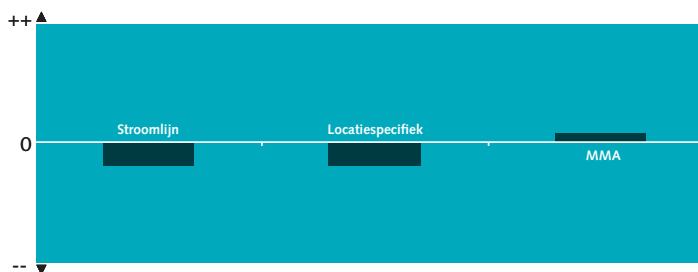 ++
Stroomlijn
Locatiespecifiek
0
MMA
--